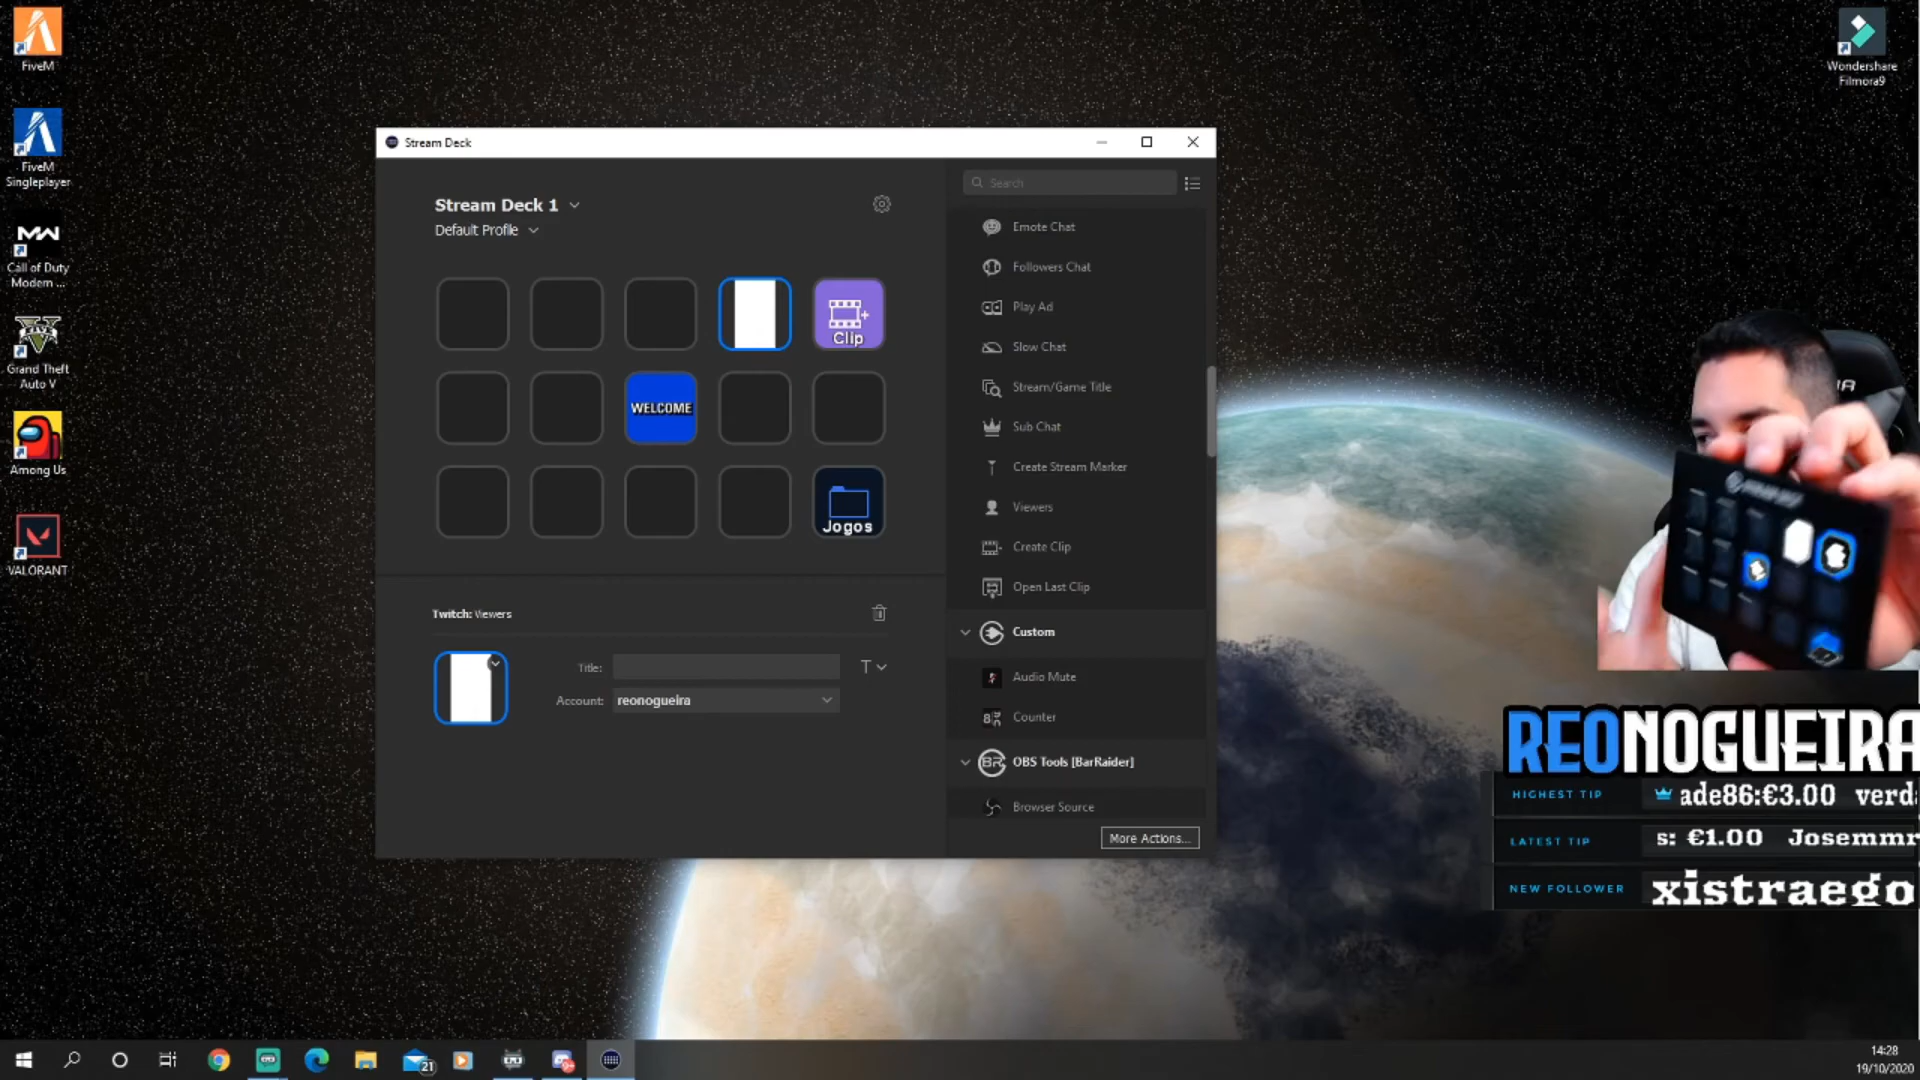 FiveM
Wondershare
Filmora9
FiveM
Singleplayer
Call of Duty
Modern ...
Grand Theft
Auto V
Among Us
VALORANT
Stream Deck
Stream Deck 1
Default Profile
Clip
WELCOME
Jogos
Twitch: Viewers
Title:
Account: reonogueira
T
Search
Emote Chat
Followers Chat
Play Ad
Slow Chat
Stream/Game Title
Sub Chat
Create Stream Marker
Viewers
Create Clip
Open Last Clip
Custom
Audio Mute
Counter
OBS Tools [BarRaider]
Browser Source
More Actions...
REONOGUEIRA
HIGHEST TIP ade86:€3.00 verd
LATEST TIP s: €1.00 Josemmr
NEW FOLLOWER xistraego
21
14:28
19/10/2020